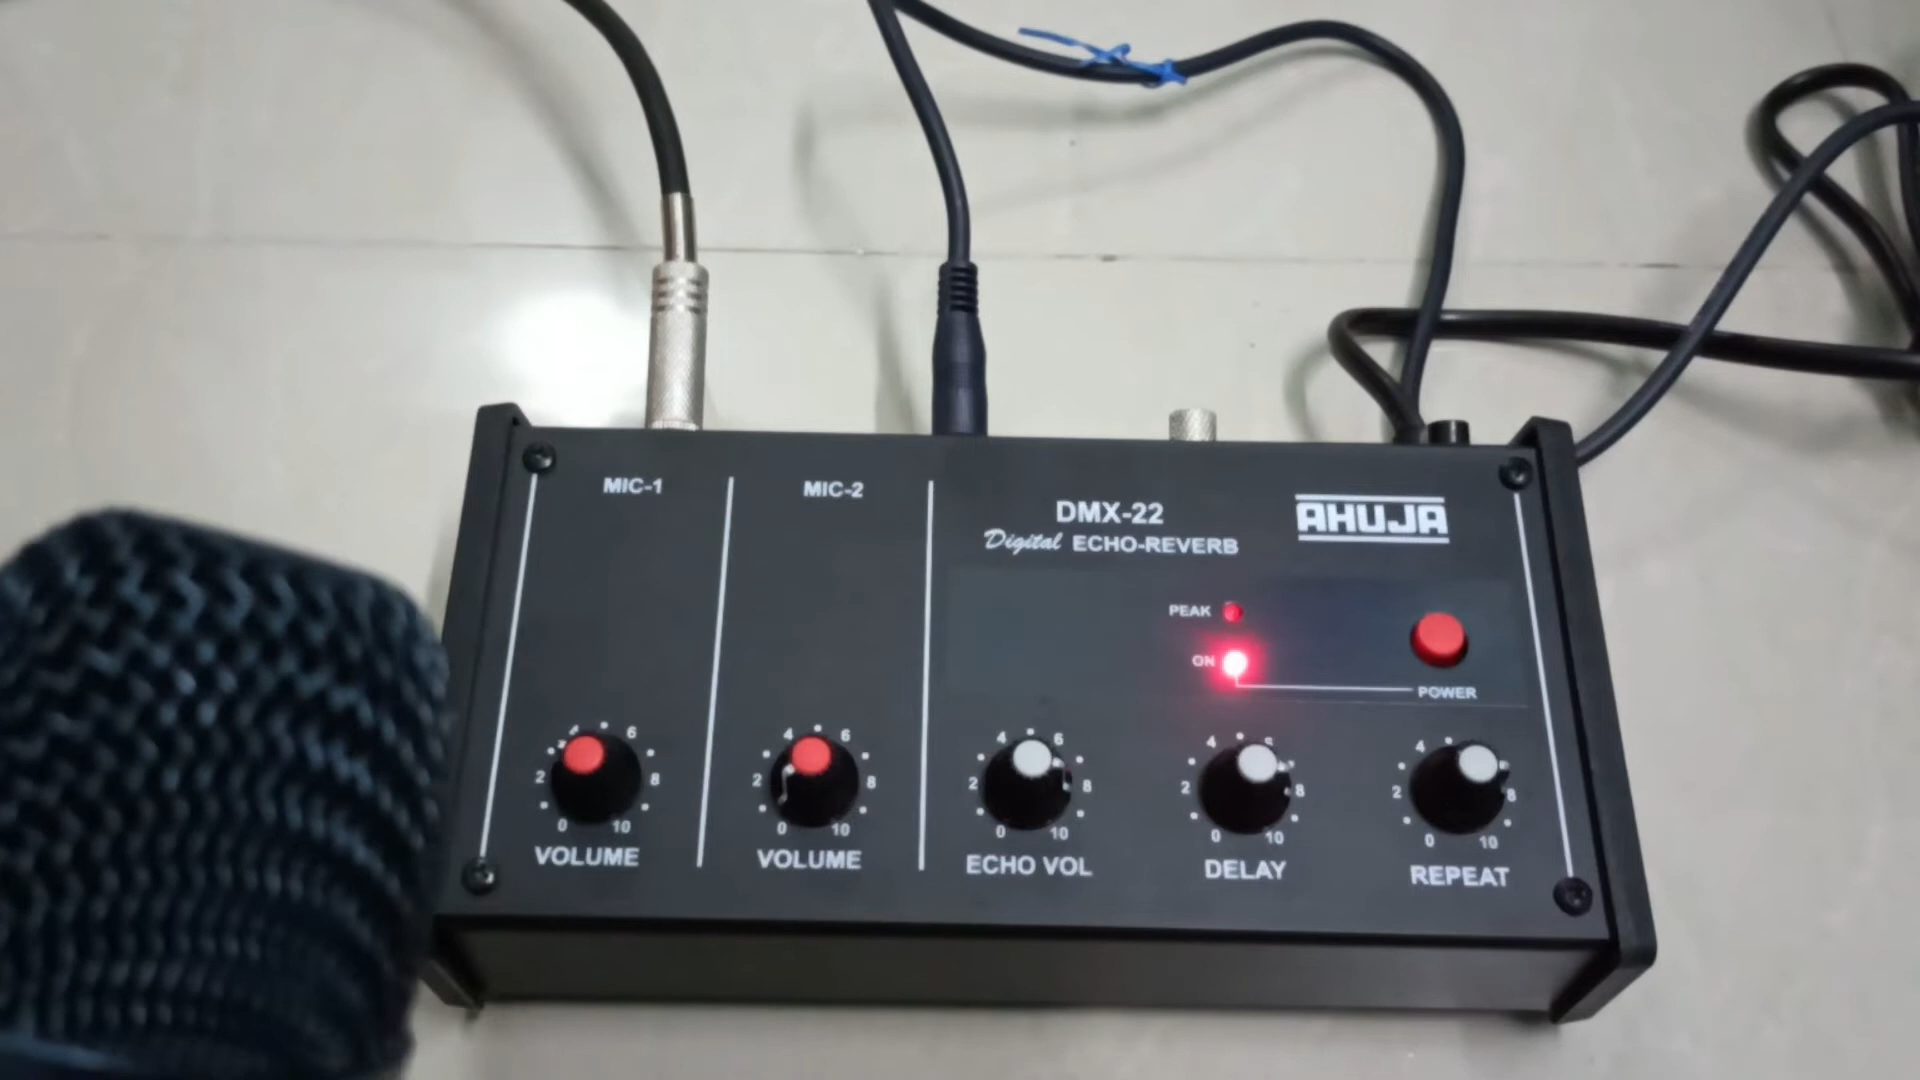 MIC-1
MIC-2
DMX-22
Digital ECHO-REVERB
AHUJA
PEAK
ON
POWER
2 4 6 8
0 10
VOLUME
2 4 6 8
0 10
VOLUME
2 4 6 8
0 10
ECHO VOL
2 4 8
0 10
DELAY
2 4 8
0 10
REPEAT